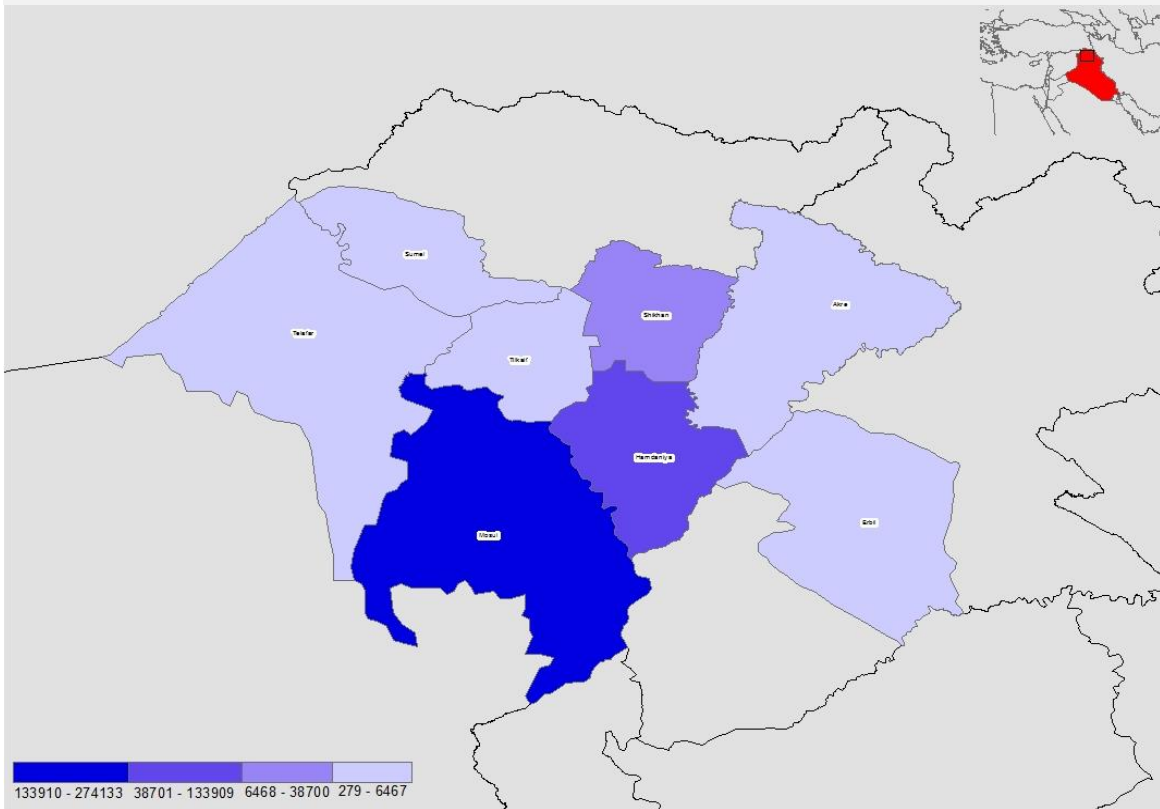 Sumel
Akre
Shikhan
Telafar
Tilkaif
Hamdaniya
Erbil
Mosul
133910 - 274133 38701 - 133909 6468 - 38700 279 - 6467